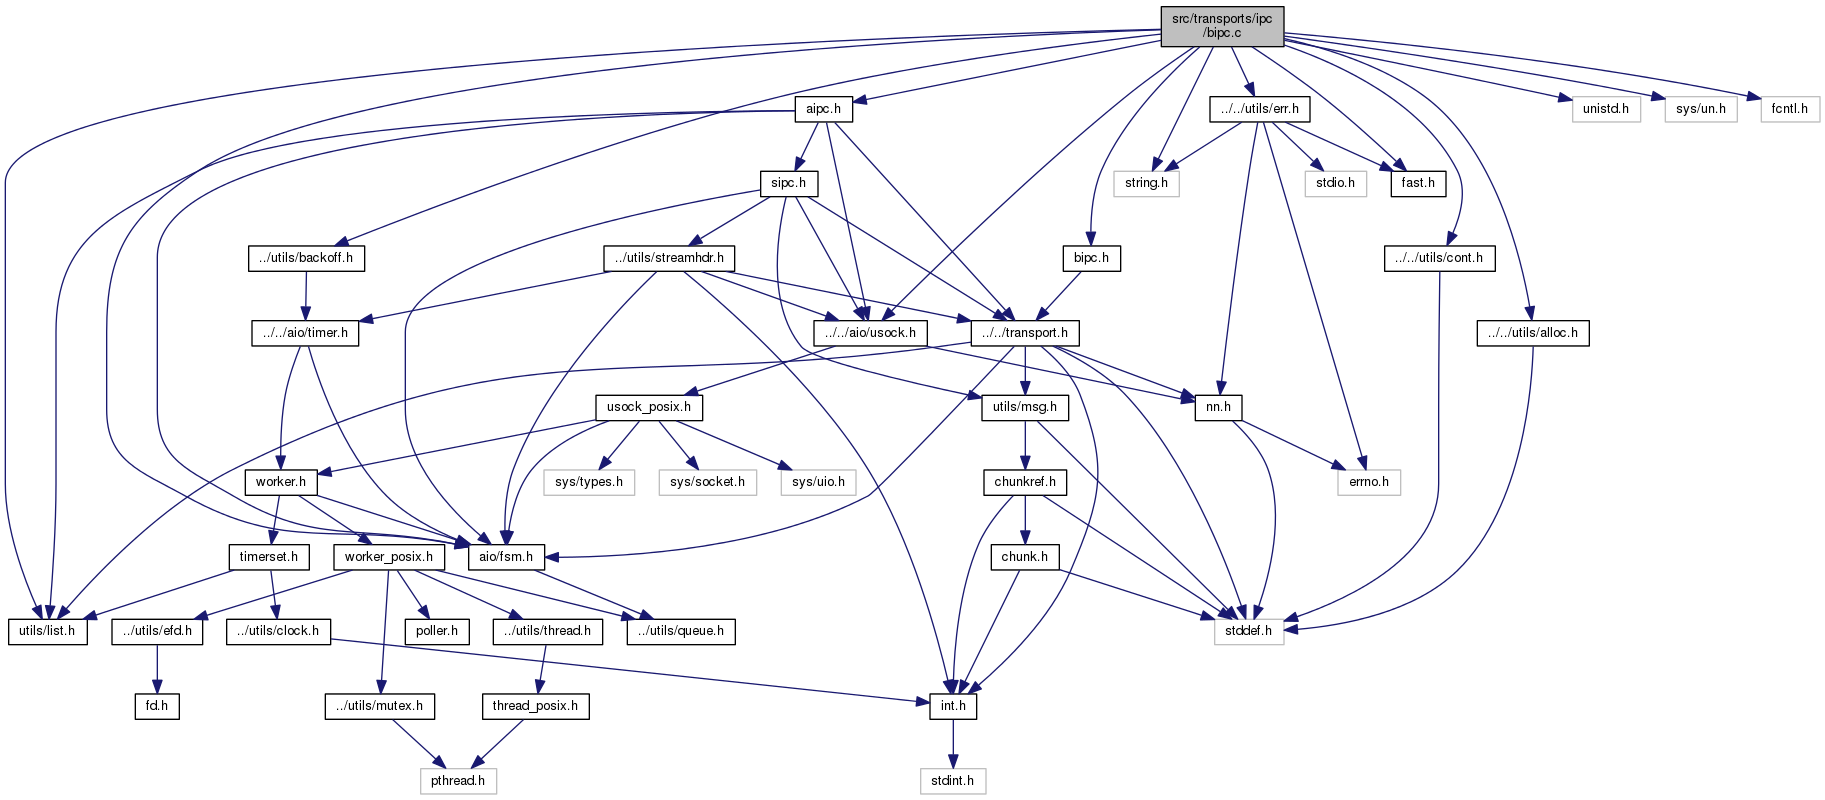 src/transports/ipc
/bipc.c
aipc.h
../../utils/err.h
unistd.h
sys/un.h
fcntl.h
sipc.h
string.h
stdio.h
fast.h
../utils/backoff.h
../utils/streamhdr.h
bipc.h
../../utils/cont.h
../../aio/timer.h
../../aio/usock.h
../../transport.h
../../utils/alloc.h
usock_posix.h
utils/msg.h
nn.h
worker.h
sys/types.h
sys/socket.h
sys/uio.h
chunkref.h
errno.h
timerset.h
worker_posix.h
aio/fsm.h
chunk.h
utils/list.h
../utils/efd.h
../utils/clock.h
poller.h
../utils/thread.h
../utils/queue.h
stddef.h
fd.h
../utils/mutex.h
thread_posix.h
int.h
pthread.h
stdint.h